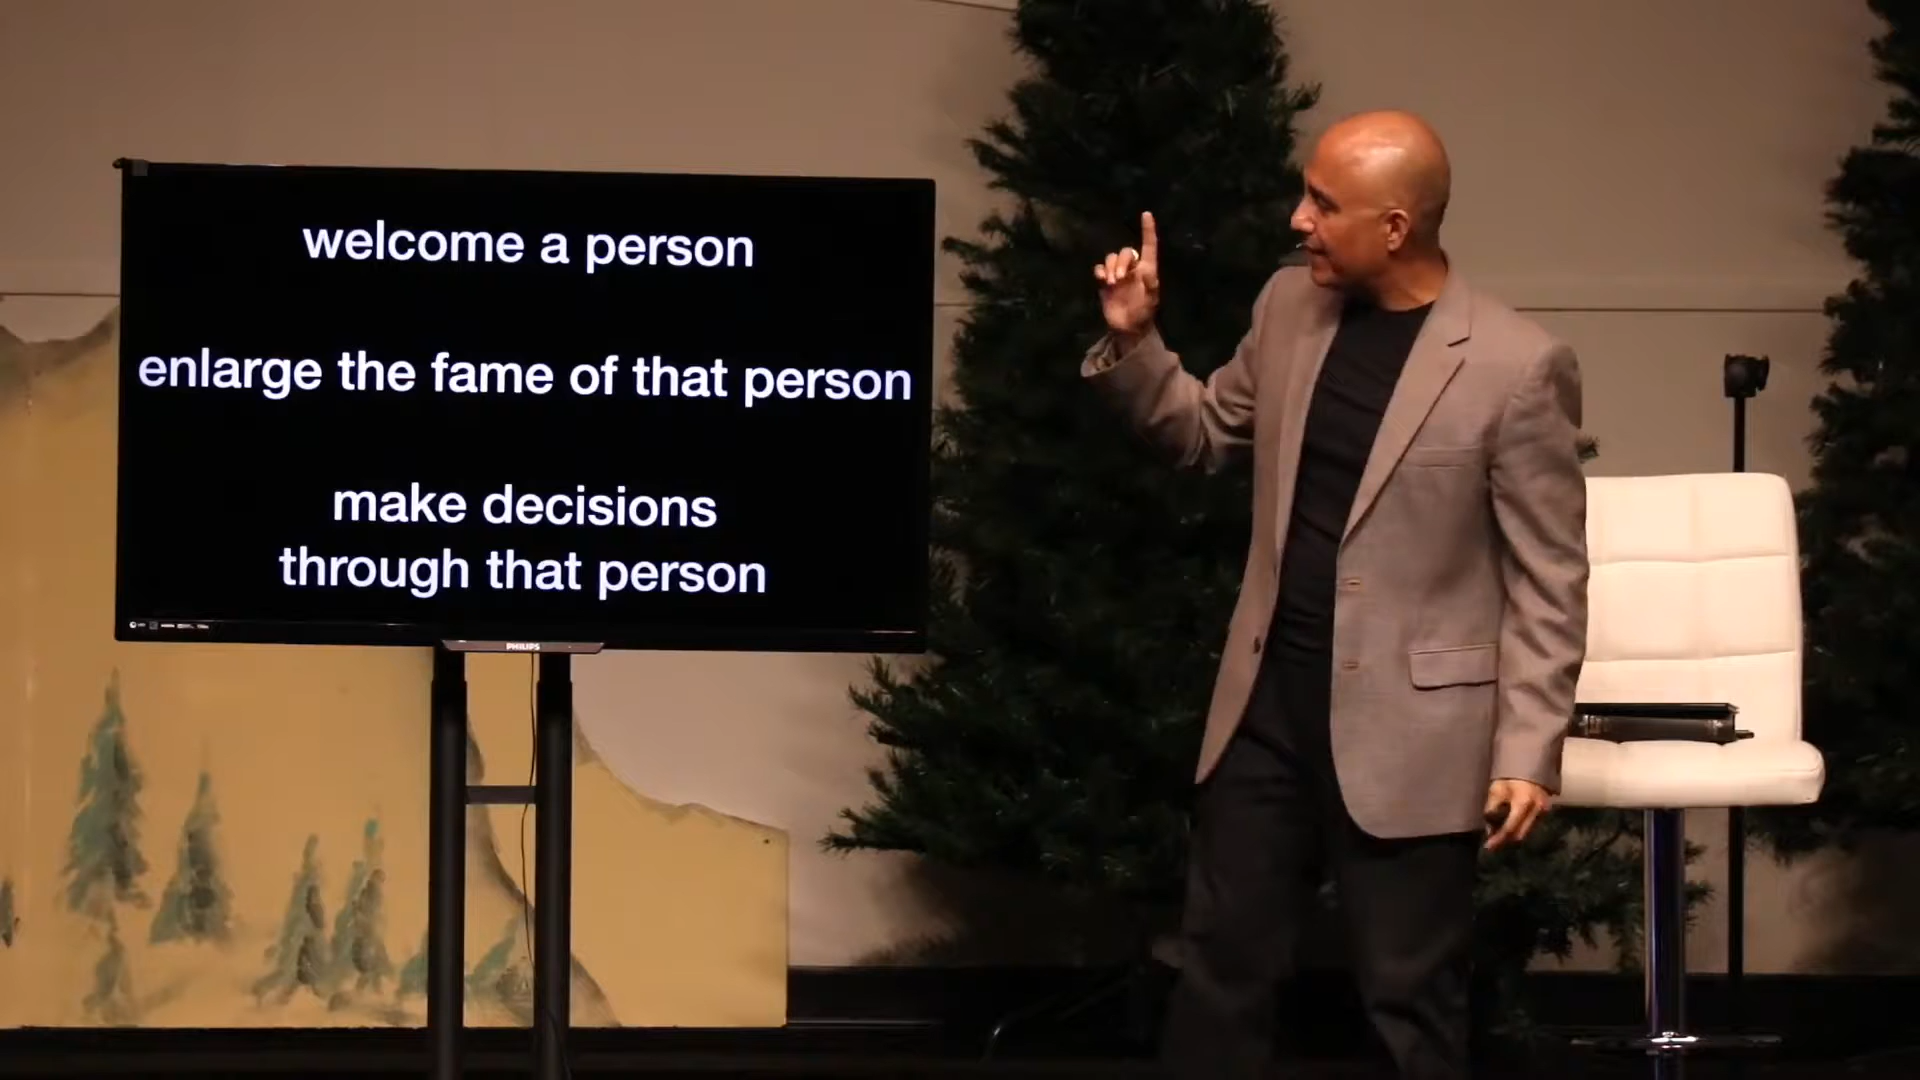 welcome a person
enlarge the fame of that person
make decisions
through that person
PHILIPS